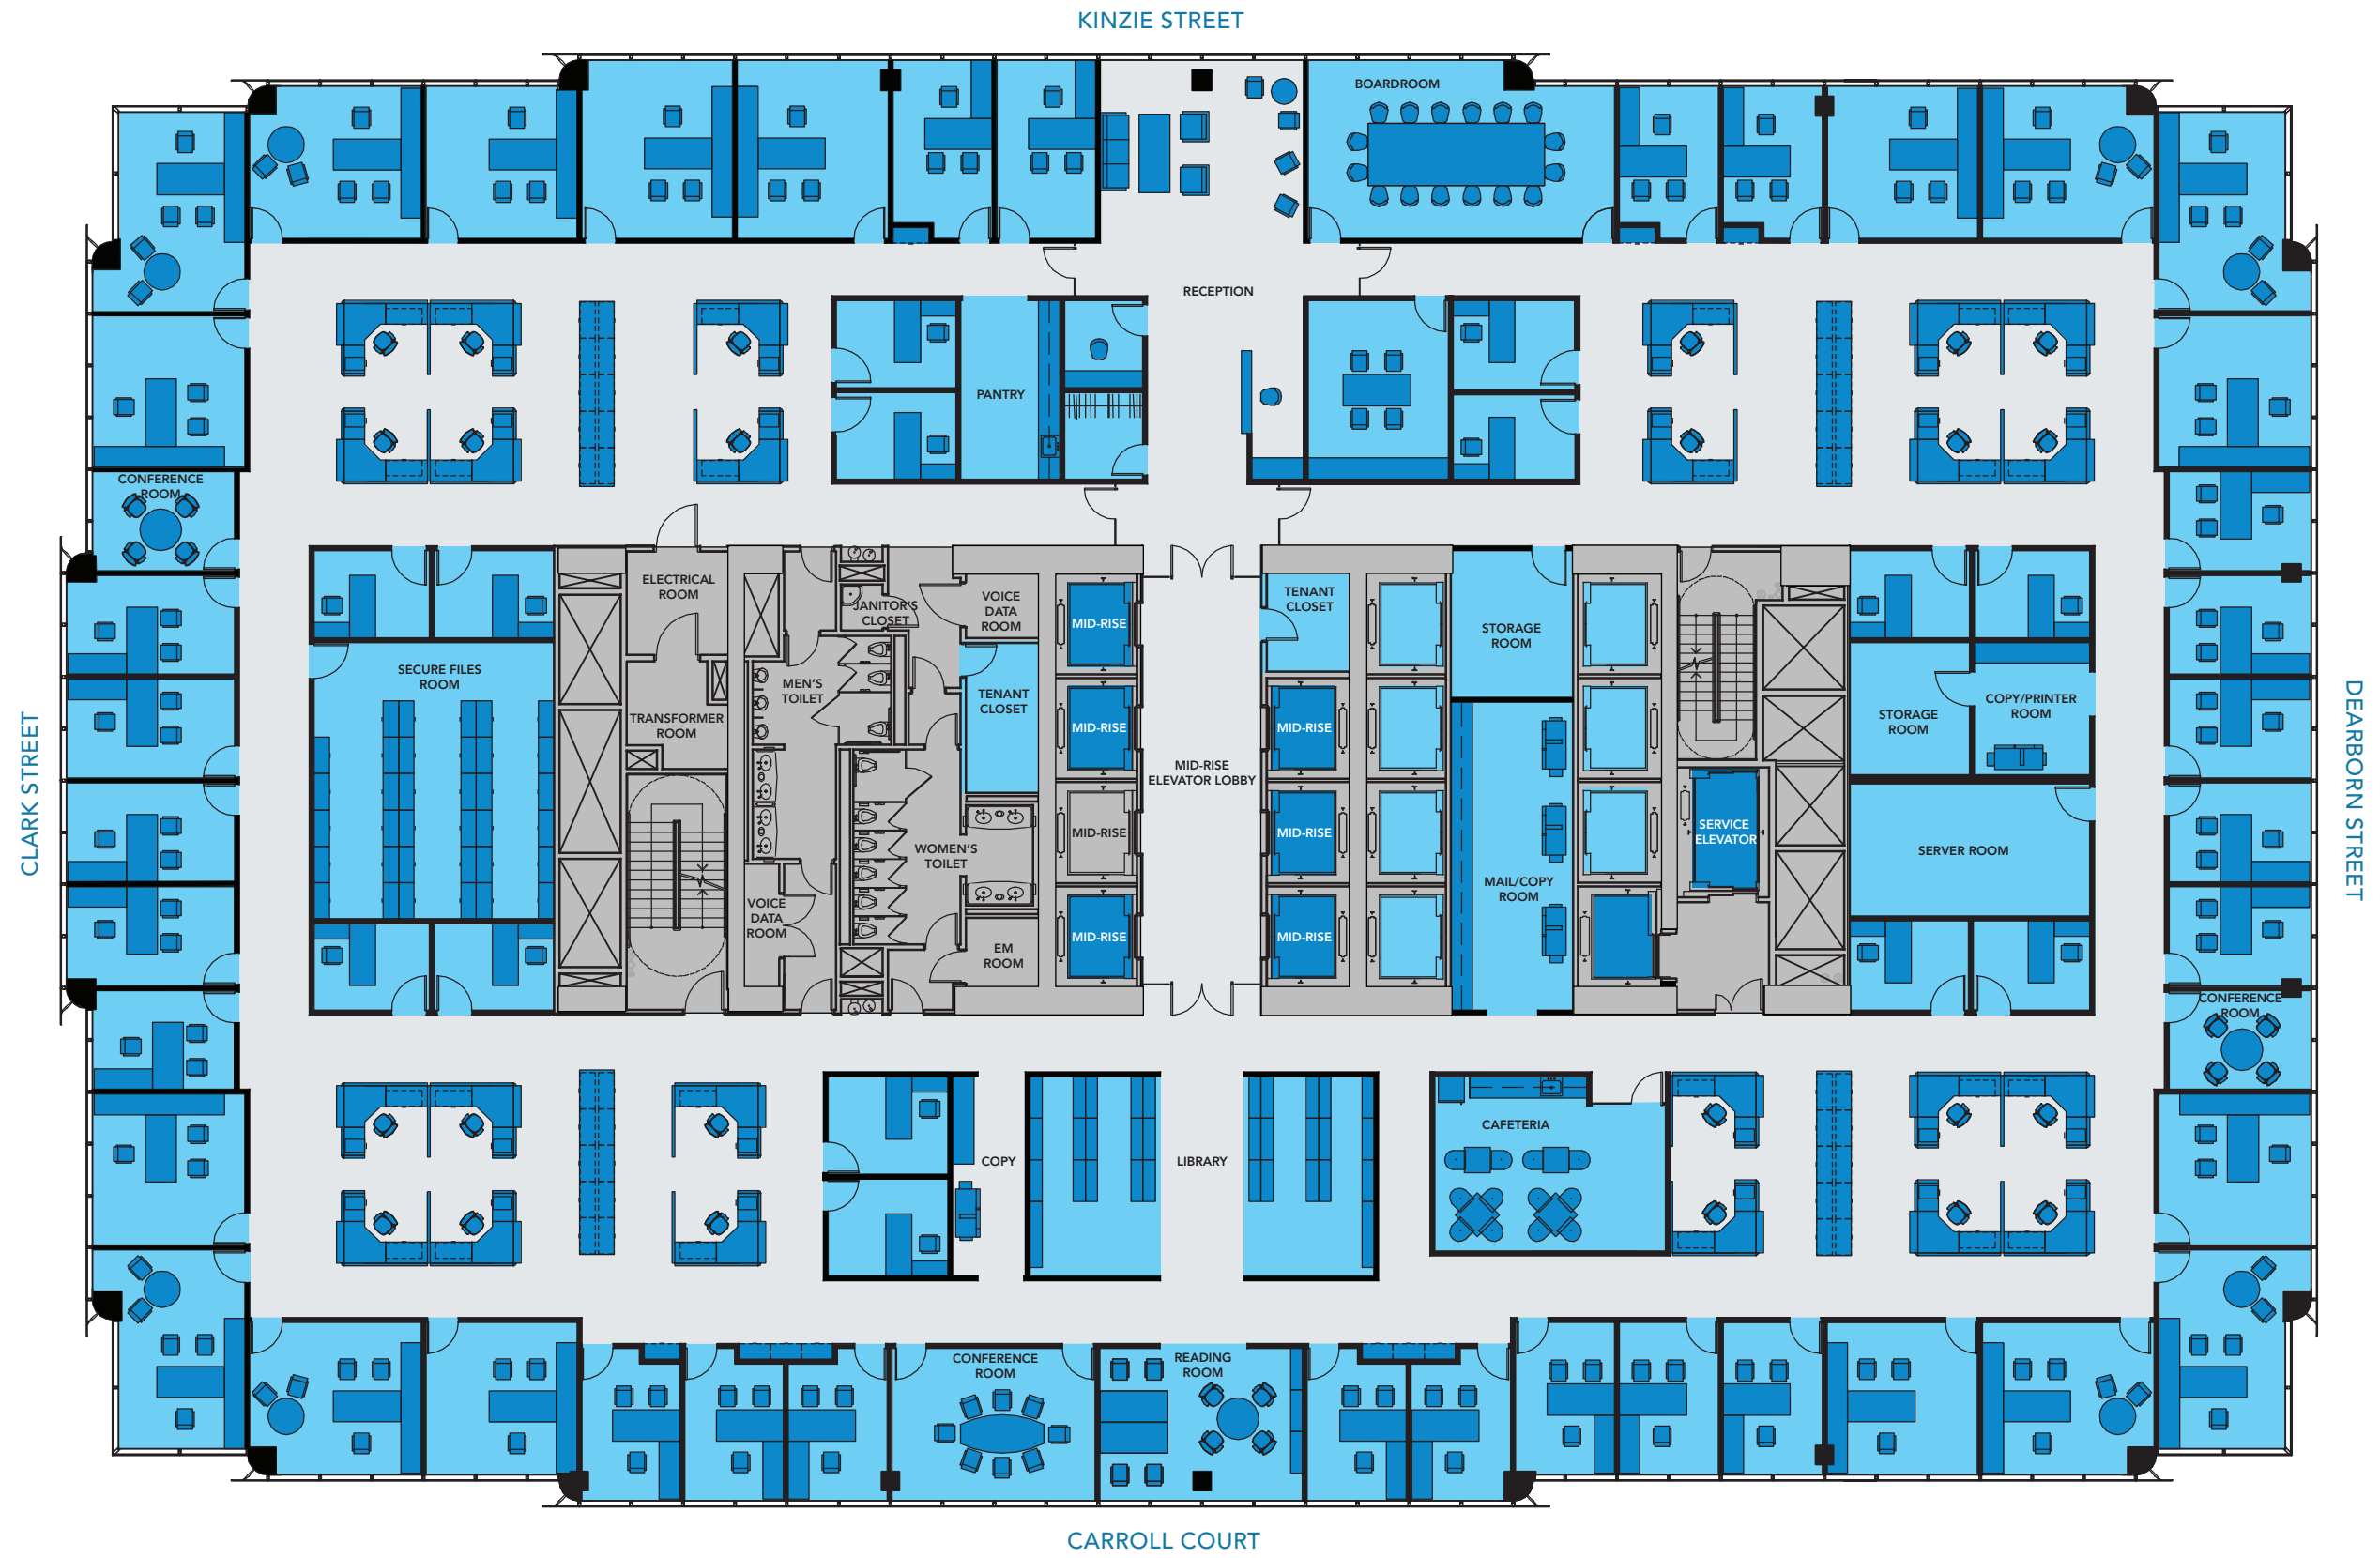 KINZIE STREET
BOARDROOM
RECEPTION
PANTRY
CONFERENCE
ROOM
ELECTRICAL
ROOM
JANITOR'S
CLOSET
VOICE
DATA
ROOM
MID-RISE
TENANT
CLOSET
STORAGE
ROOM
SECURE FILES
ROOM
TRANSFORMER
ROOM
MEN'S
TOILET
TENANT
CLOSET
MID-RISE
MID-RISE
MID-RISE
ELEVATOR LOBBY
STORAGE
ROOM
COPY/PRINTER
ROOM
CLARK STREET
DEARBORN STREET
WOMEN'S
TOILET
MID-RISE
MID-RISE
SERVICE
ELEVATOR
SERVER ROOM
VOICE
DATA
ROOM
EM
ROOM
MID-RISE
MID-RISE
MAIL/COPY
ROOM
CONFERENCE
ROOM
COPY
LIBRARY
CAFETERIA
CONFERENCE
ROOM
READING
ROOM
CARROLL COURT